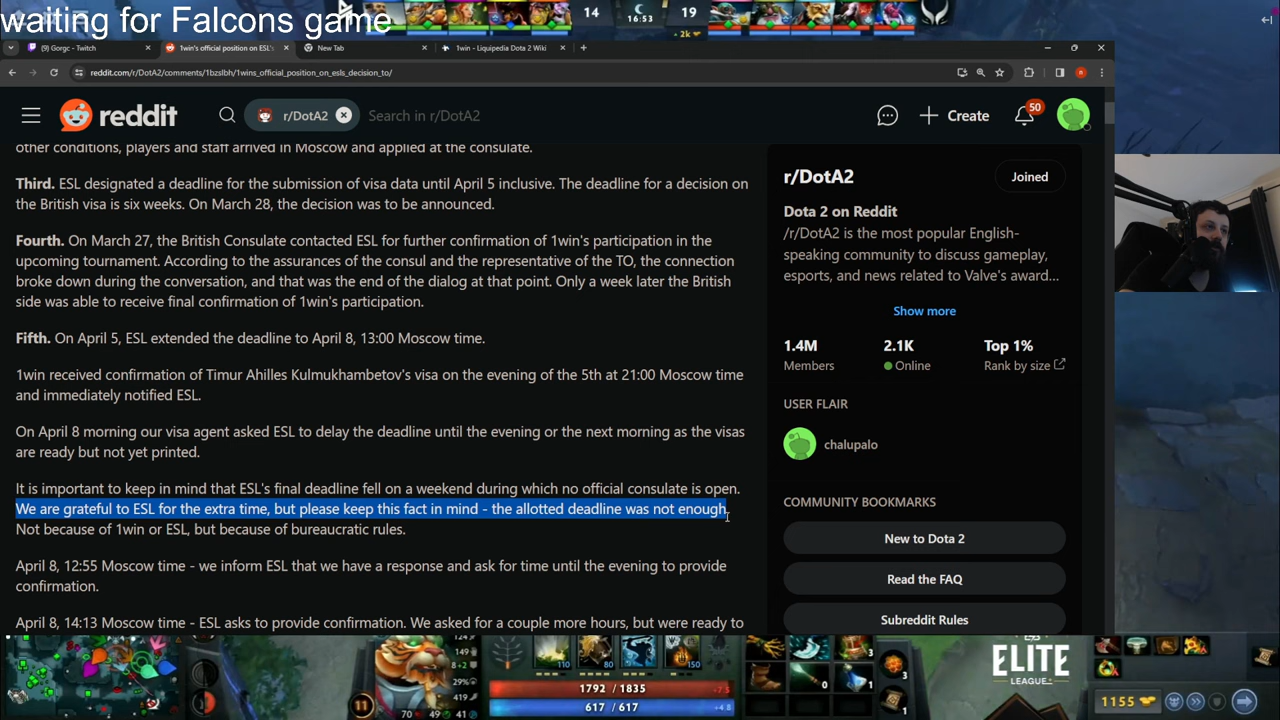 waiting for Falcons game
14
16:53
19
+ 2k
(9) Gorgc - Twitch
1win's official position on ESL's
New Tab
1win - Liquipedia Dota 2 Wiki
reddit.com/r/DotA2/comments/1bzslbh/1wins_official_position_on_esls_decision_to/
reddit
r/DotA2
Search in r/DotA2
Create
50
other conditions, players and staff arrived in Moscow and applied at the consulate.
Third. ESL designated a deadline for the submission of visa data until April 5 inclusive. The deadline for a decision on
the British visa is six weeks. On March 28, the decision was to be announced.
Fourth. On March 27, the British Consulate contacted ESL for further confirmation of 1win's participation in the
upcoming tournament. According to the assurances of the consul and the representative of the TO, the connection
broke down during the conversation, and that was the end of the dialog at that point. Only a week later the British
side was able to receive final confirmation of 1win's participation.
Fifth. On April 5, ESL extended the deadline to April 8, 13:00 Moscow time.
1win received confirmation of Timur Ahilles Kulmukhambetov's visa on the evening of the 5th at 21:00 Moscow time
and immediately notified ESL.
On April 8 morning our visa agent asked ESL to delay the deadline until the evening or the next morning as the visas
are ready but not yet printed.
It is important to keep in mind that ESL's final deadline fell on a weekend during which no official consulate is open.
We are grateful to ESL for the extra time, but please keep this fact in mind - the allotted deadline was not enough.
Not because of 1win or ESL, but because of bureaucratic rules.
April 8, 12:55 Moscow time - we inform ESL that we have a response and ask for time until the evening to provide
confirmation.
April 8, 14:13 Moscow time - ESL asks to provide confirmation. We asked for a couple more hours, but were ready to
r/DotA2
Joined
Dota 2 on Reddit
/r/DotA2 is the most popular English-
speaking community to discuss gameplay,
esports, and news related to Valve's award...
Show more
1.4M
2.1K
Top 1%
Members
Online
Rank by size
USER FLAIR
chalupalo
COMMUNITY BOOKMARKS
New to Dota 2
Read the FAQ
Subreddit Rules
11
110
80
150
1792 / 1835
-7.5
617 / 617
+4.8
70
49
41
ELITE
LEAGUE
1155